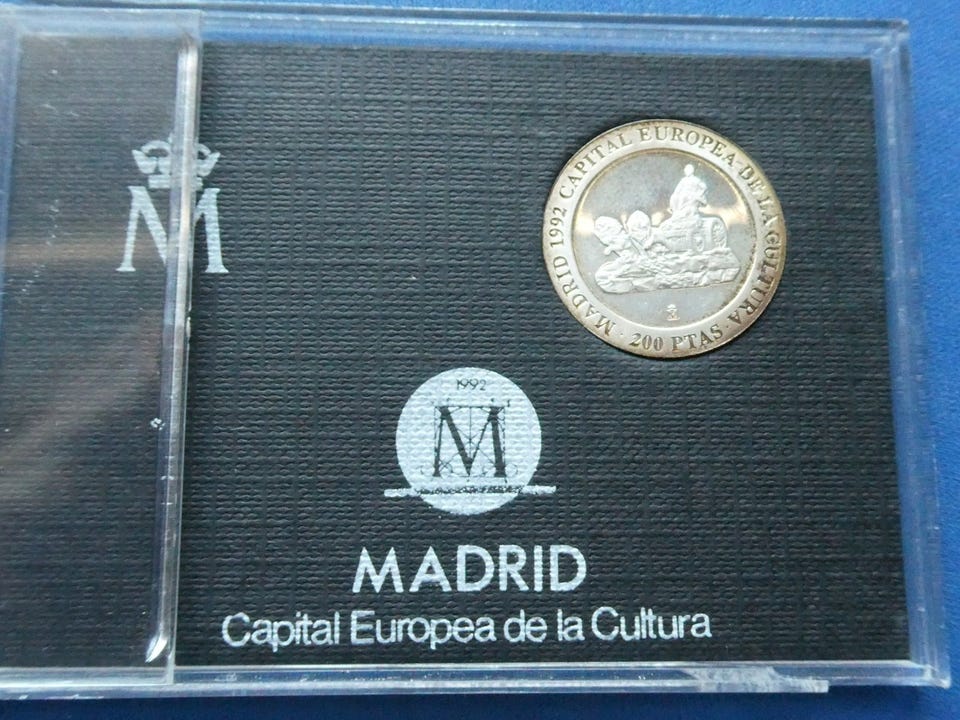 M
MADRID 1992 CAPITAL EUROPEA DE LA CULTURA
· 200 PTAS ·
1992
M
MADRID
Capital Europea de la Cultura